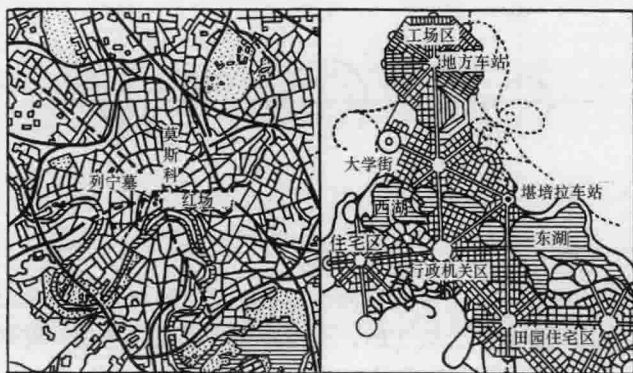 莫斯科
列宁墓
红场
工场区
地方车站
大学街
堪培拉车站
西湖
东湖
住宅区
行政机关区
田园住宅区